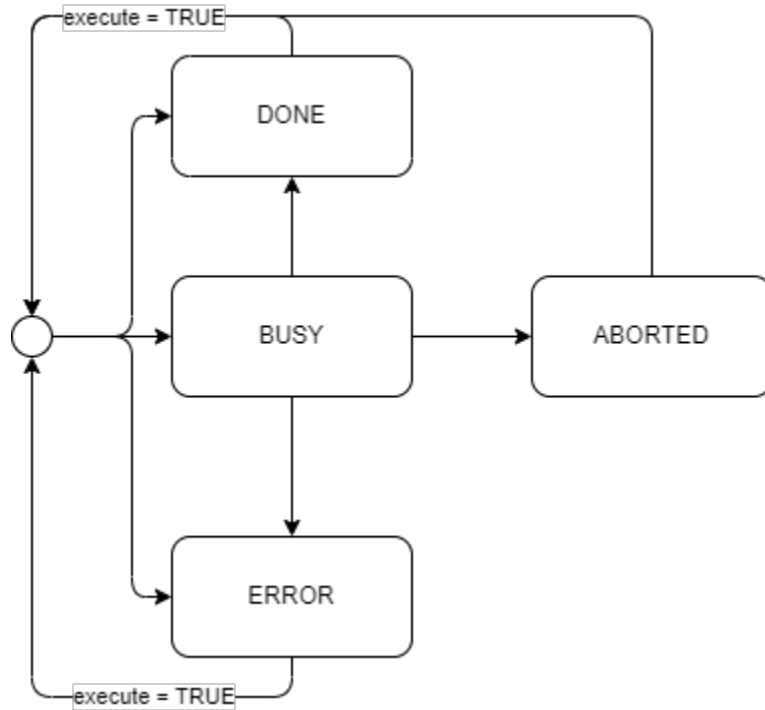 execute = TRUE
DONE
BUSY
ABORTED
ERROR
execute = TRUE